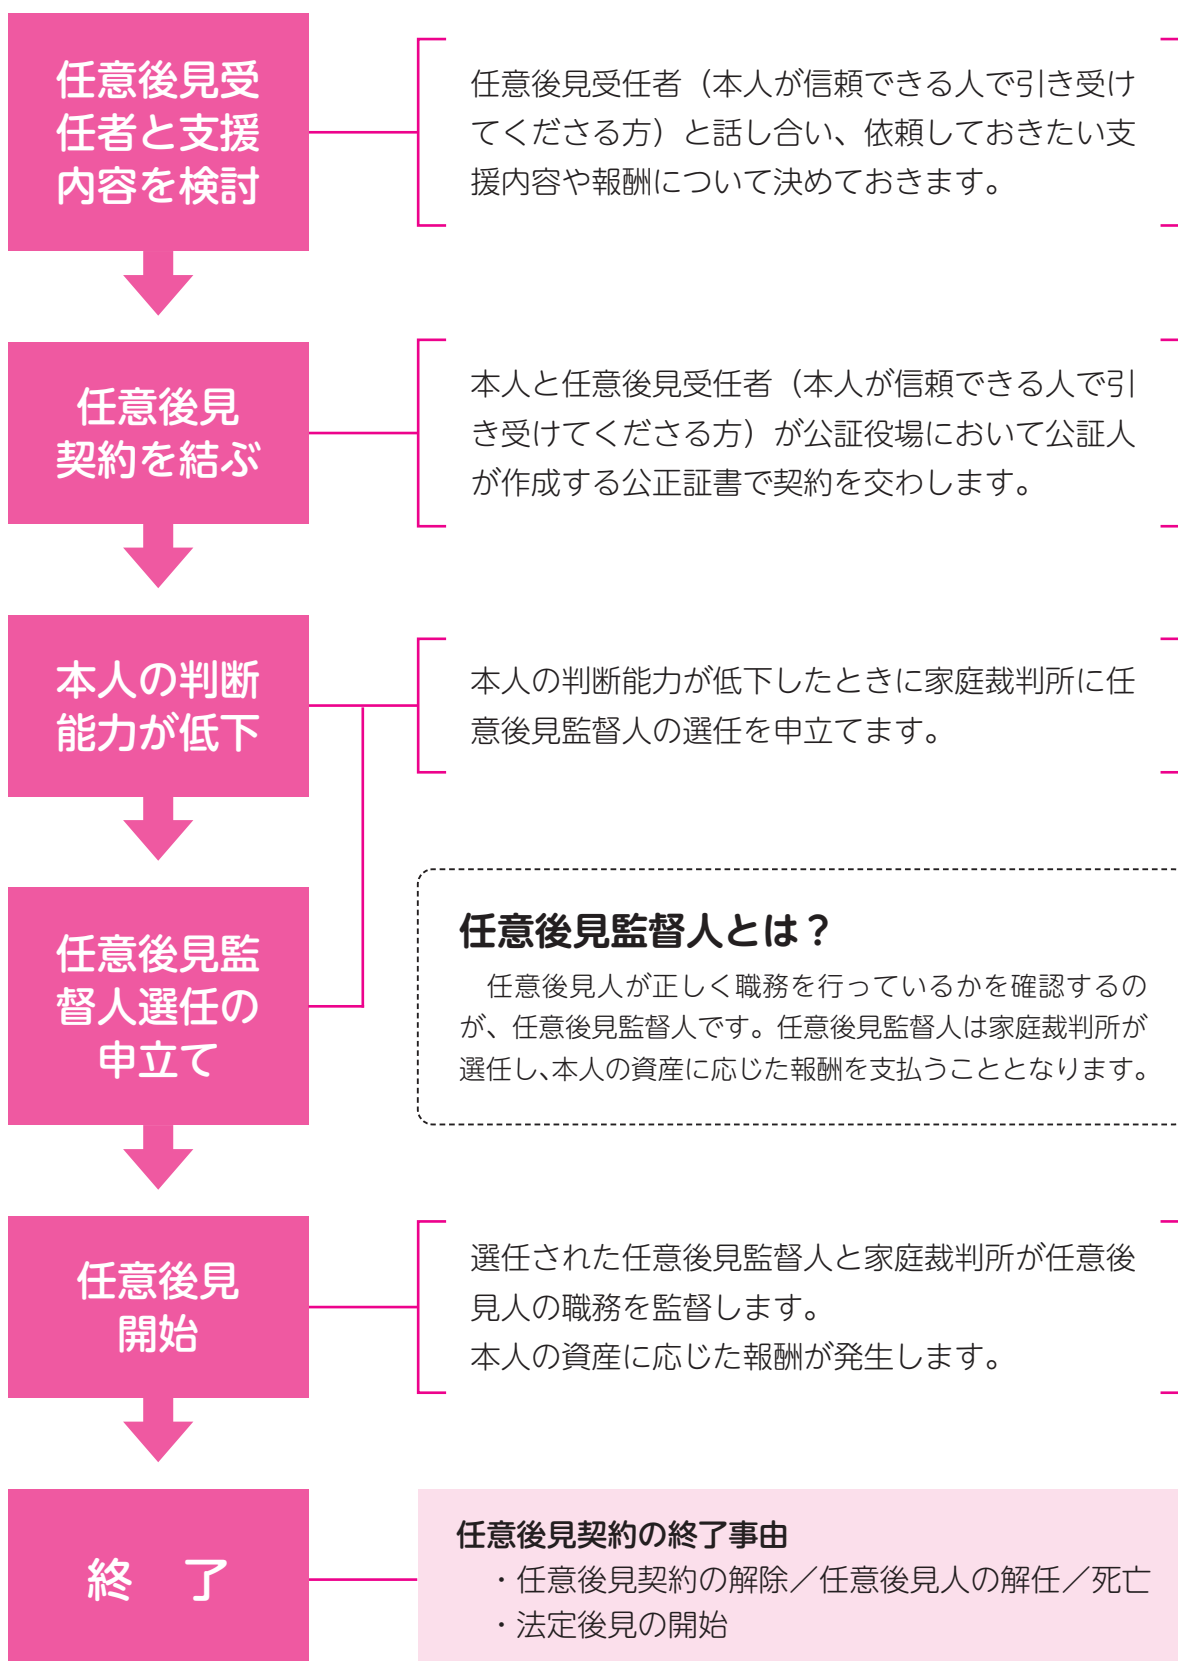 任意後見受
任者と支援
内容を検討
任意後見受任者（本人が信頼できる人で引き受け
てくださる方）と話し合い、依頼しておきたい支
援内容や報酬について決めておきます。
任意後見
契約を結ぶ
本人と任意後見受任者（本人が信頼できる人で引
き受けてくださる方）が公証役場において公証人
が作成する公正証書で契約を交わします。
本人の判断
能力が低下
本人の判断能力が低下したときに家庭裁判所に任
意後見監督人の選任を申立てます。
任意後見監
督人選任の
申立て
任意後見監督人とは？
任意後見人が正しく職務を行っているかを確認するの
が、任意後見監督人です。任意後見監督人は家庭裁判所が
選任し、本人の資産に応じた報酬を支払うこととなります。
任意後見
開始
選任された任意後見監督人と家庭裁判所が任意後
見人の職務を監督します。
本人の資産に応じた報酬が発生します。
終　了
任意後見契約の終了事由
・任意後見契約の解除／任意後見人の解任／死亡
・法定後見の開始